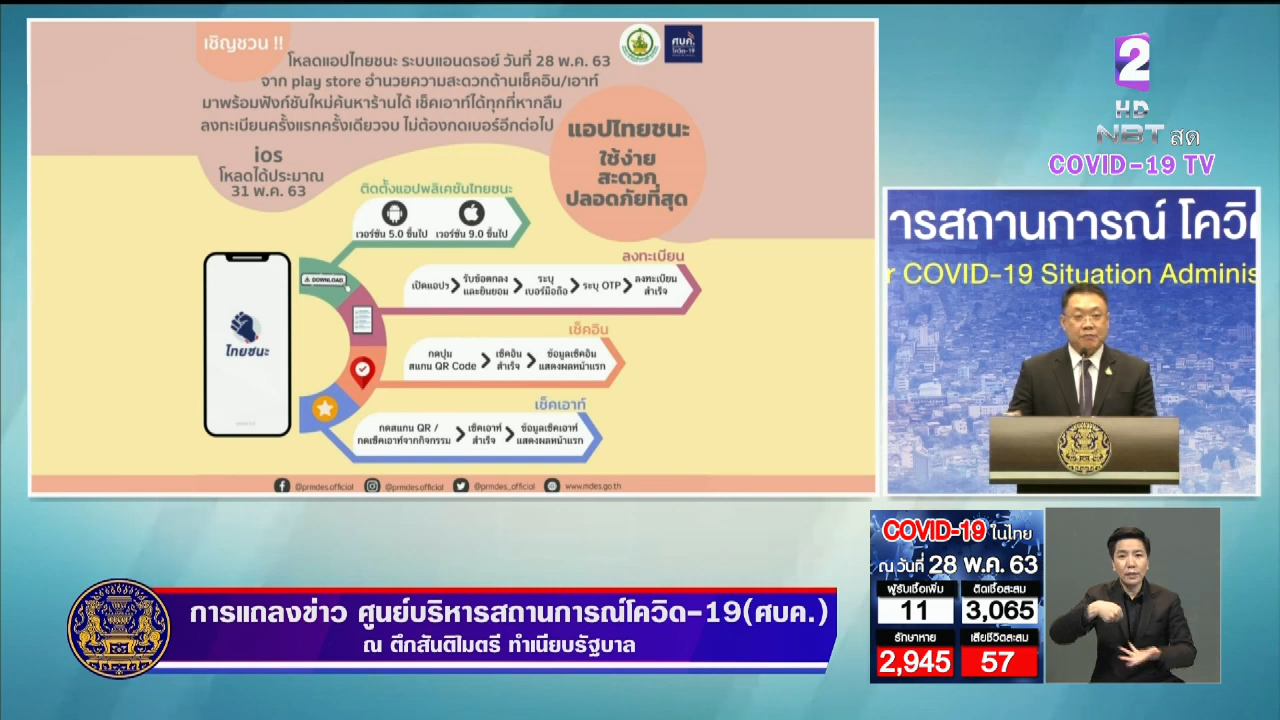 เชิญชวน !!
โหลดแอปไทยชนะ ระบบแอนดรอย์ วันที่ 28 พ.ค. 63
จาก play store อำนวยความสะดวกด้านเช็คอิน/เอาท์
มาพร้อมฟังก์ชันใหม่ค้นหาร้านได้ เช็คเอาท์ได้ทุกที่หากลืม
ลงทะเบียนครั้งแรกครั้งเดียวจบ ไม่ต้องกดเบอร์อีกต่อไป
ศบค.
โควิด-19
แอปไทยชนะ
ใช้ง่าย
สะดวก
ปลอดภัยที่สุด
ios
โหลดได้ประมาณ
31 พ.ค. 63
ติดตั้งแอปพลิเคชันไทยชนะ
เวอร์ชัน 5.0 ขึ้นไป เวอร์ชัน 9.0 ขึ้นไป
DOWNLOAD
ลงทะเบียน
เปิดแอปฯ
รับข้อตกลง
และยินยอม
ระบุ
เบอร์มือถือ
ระบุ OTP
ลงทะเบียน
สำเร็จ
ไทยชนะ
เช็คอิน
กดปุ่ม
สแกน QR Code
เช็คอิน
สำเร็จ
ข้อมูลเช็คอิน
แสดงผลหน้าแรก
เช็คเอาท์
กดสแกน QR /
กดเช็คเอาท์จากกิจกรรม
เช็คเอาท์
สำเร็จ
ข้อมูลเช็คเอาท์
แสดงผลหน้าแรก
@prmdes.official @prmdes.official @prmdes_official www.mdes.go.th
2
HD
NBT สด
COVID-19 TV
ารสถานการณ์ โควิด
r COVID-19 Situation Adminis
COVID-19 ในไทย
ณ วันที่ 28 พ.ค. 63
ผู้รับเชื้อเพิ่ม ติดเชื้อสะสม
11 3,065
รักษาหาย เสียชีวิตสะสม
2,945 57
การแถลงข่าว ศูนย์บริหารสถานการณ์โควิด-19(ศบค.)
ณ ตึกสันติไมตรี ทำเนียบรัฐบาล